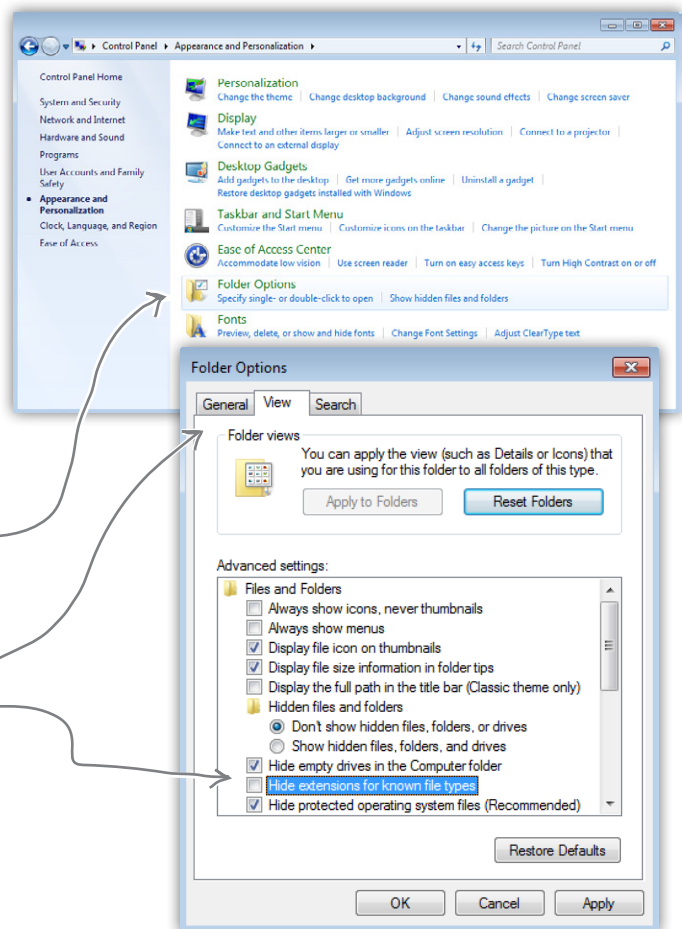 Control Panel ▸ Appearance and Personalization ▸
Search Control Panel
Control Panel Home
System and Security
Network and Internet
Hardware and Sound
Programs
User Accounts and Family
Safety
Appearance and
Personalization
Clock, Language, and Region
Ease of Access
Personalization
Change the theme | Change desktop background | Change sound effects | Change screen saver
Display
Make text and other items larger or smaller | Adjust screen resolution | Connect to a projector |
Connect to an external display
Desktop Gadgets
Add gadgets to the desktop | Get more gadgets online | Uninstall a gadget |
Restore desktop gadgets installed with Windows
Taskbar and Start Menu
Customize the Start menu | Customize icons on the taskbar | Change the picture on the Start menu
Ease of Access Center
Accommodate low vision | Use screen reader | Turn on easy access keys | Turn High Contrast on or off
Folder Options
Specify single- or double-click to open | Show hidden files and folders
Fonts
Preview, delete, or show and hide fonts | Change Font Settings | Adjust ClearType text
Folder Options
General View Search
Folder views
You can apply the view (such as Details or Icons) that
you are using for this folder to all folders of this type.
Apply to Folders Reset Folders
Advanced settings:
Files and Folders
Always show icons, never thumbnails
Always show menus
Display file icon on thumbnails
Display file size information in folder tips
Display the full path in the title bar (Classic theme only)
Hidden files and folders
Don't show hidden files, folders, or drives
Show hidden files, folders, and drives
Hide empty drives in the Computer folder
Hide extensions for known file types
Hide protected operating system files (Recommended)
Restore Defaults
OK Cancel Apply